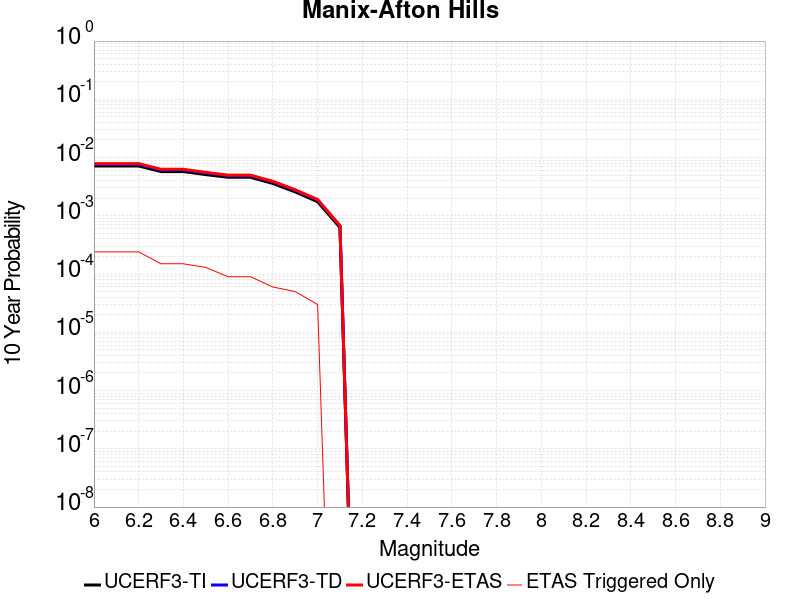 Manix-Afton Hills
10^0
10^-1
10^-2
10^-3
10^-4
10^-5
10^-6
10^-7
10^-8
10 Year Probability
6 6.2 6.4 6.6 6.8 7 7.2 7.4 7.6 7.8 8 8.2 8.4 8.6 8.8 9
Magnitude
UCERF3-TI UCERF3-TD UCERF3-ETAS ETAS Triggered Only